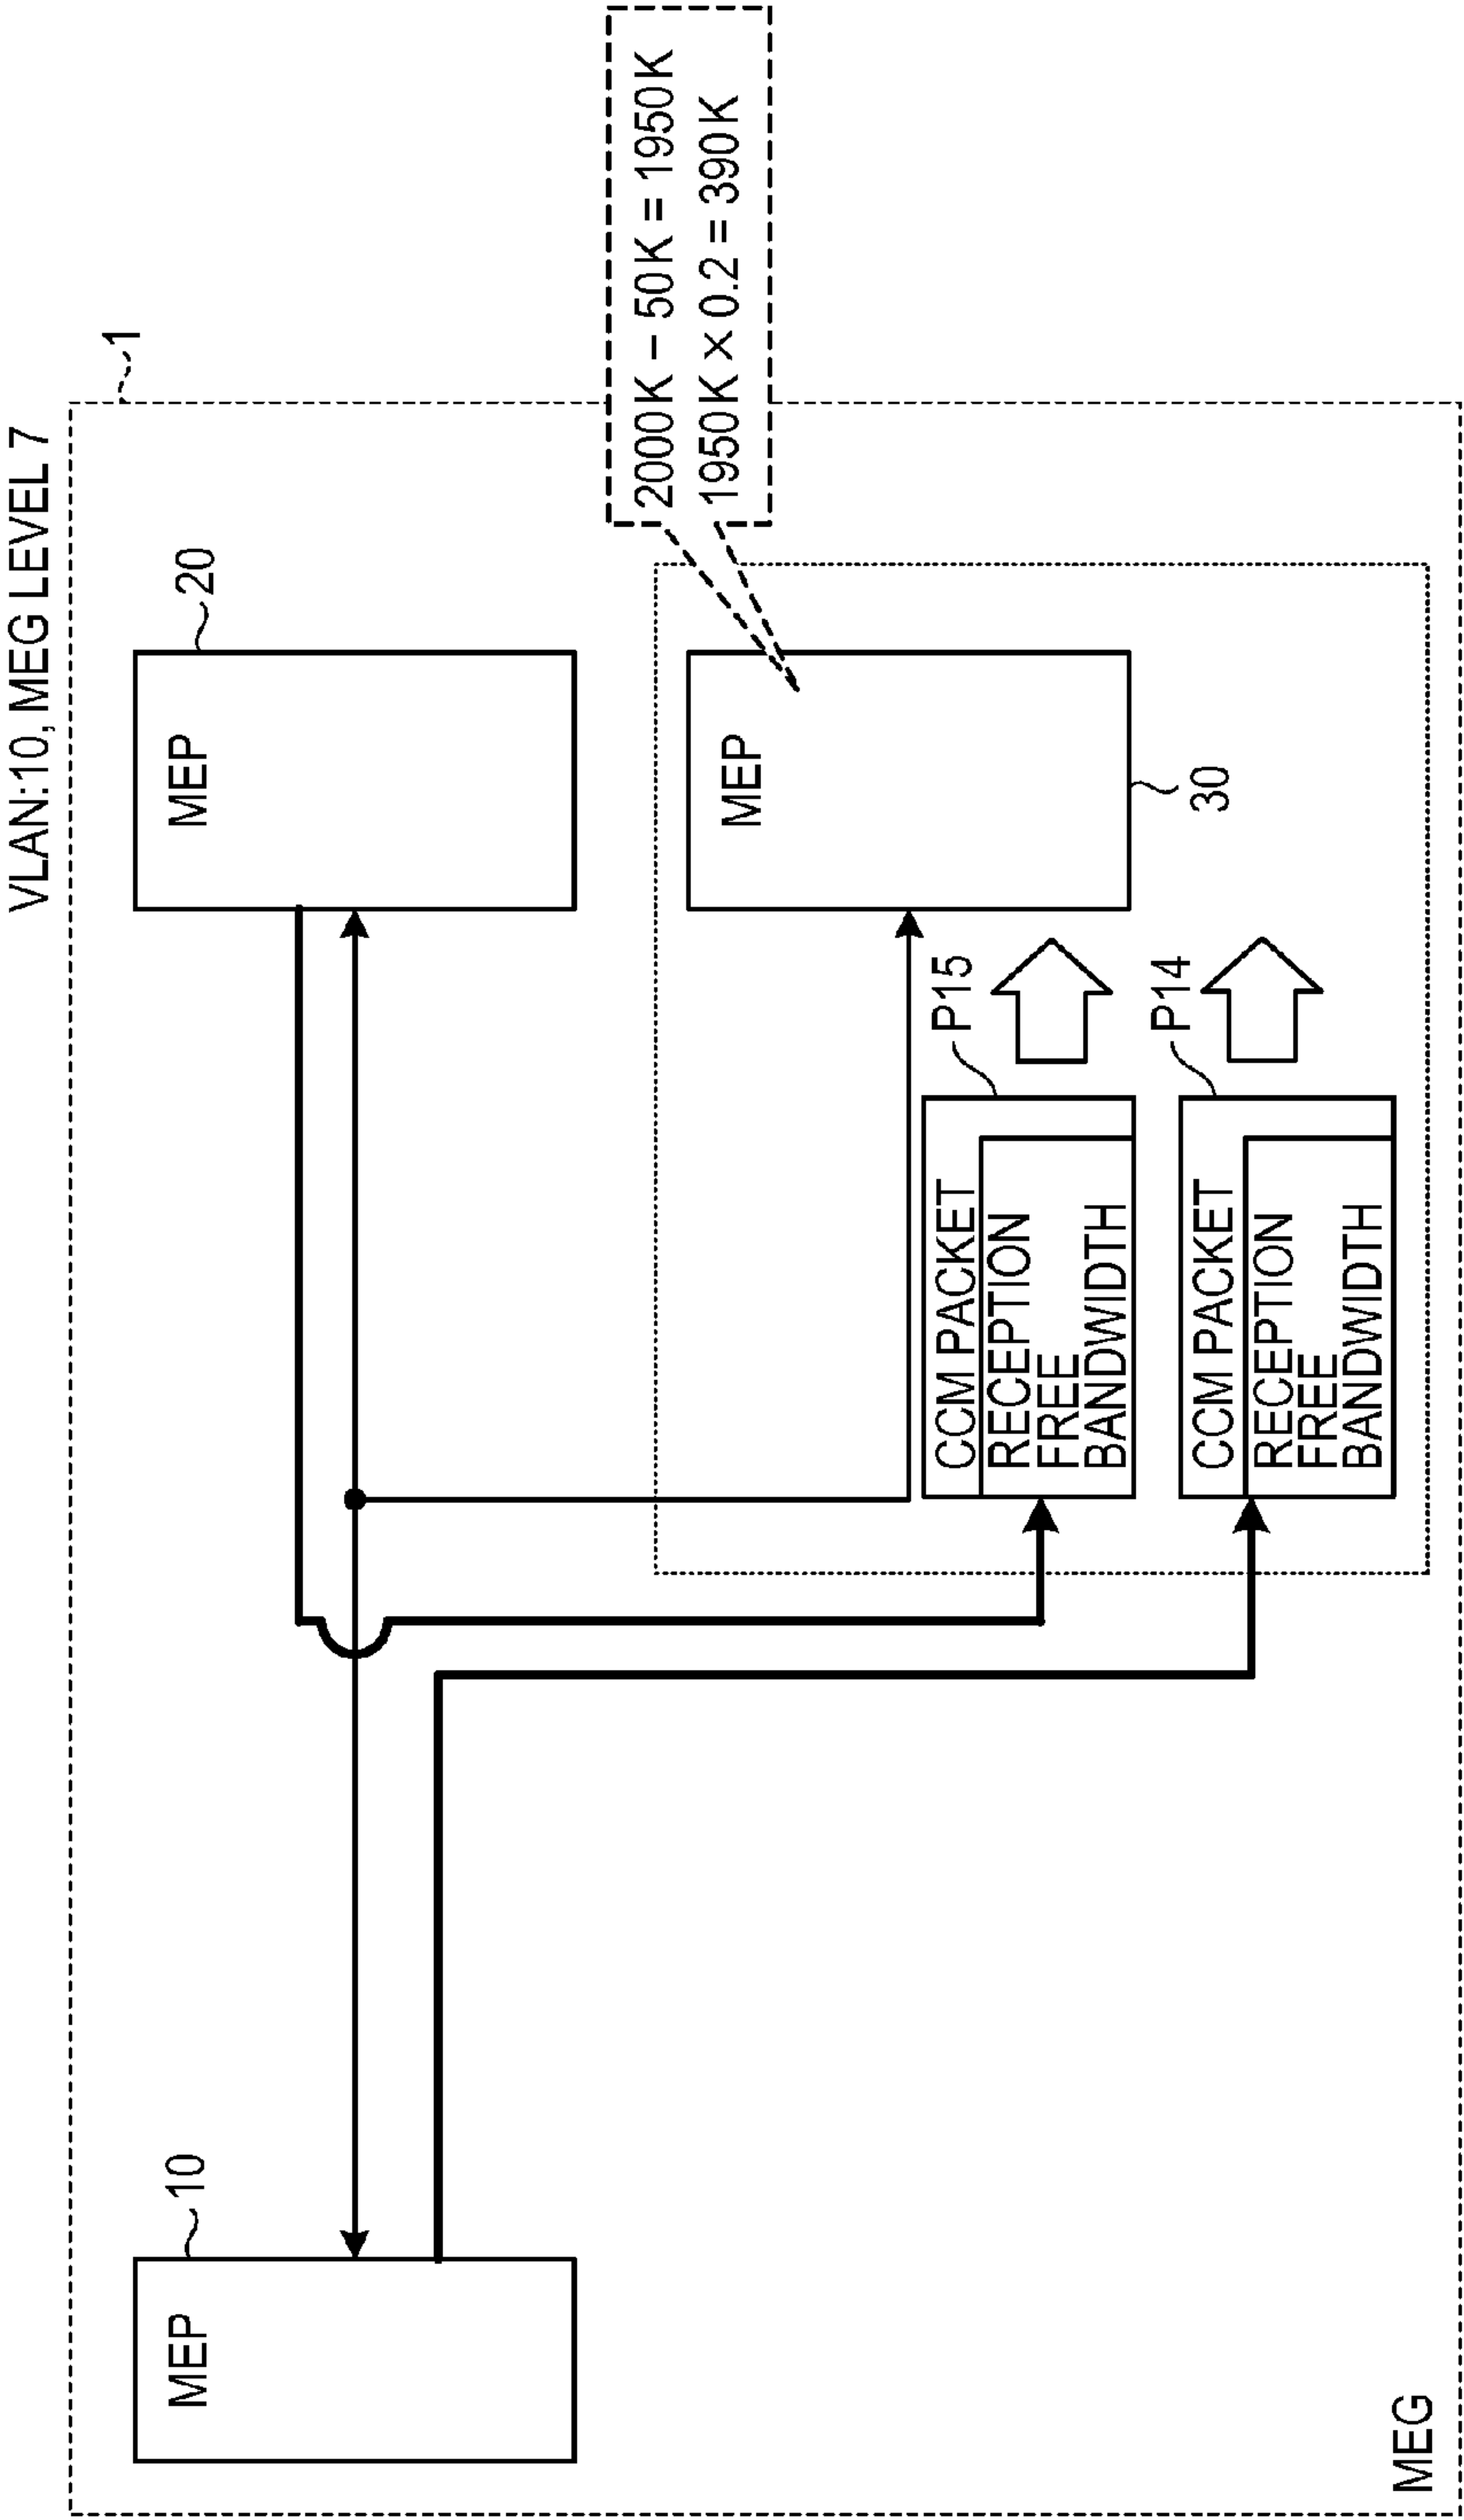 VLAN:10, MEG LEVEL 7
1
10
MEP
20
MEP
2000K – 50K = 1950K
1950K × 0.2 = 390K
MEP
30
P15
CCM PACKET
RECEPTION
FREE
BANDWIDTH
P14
CCM PACKET
RECEPTION
FREE
BANDWIDTH
MEG